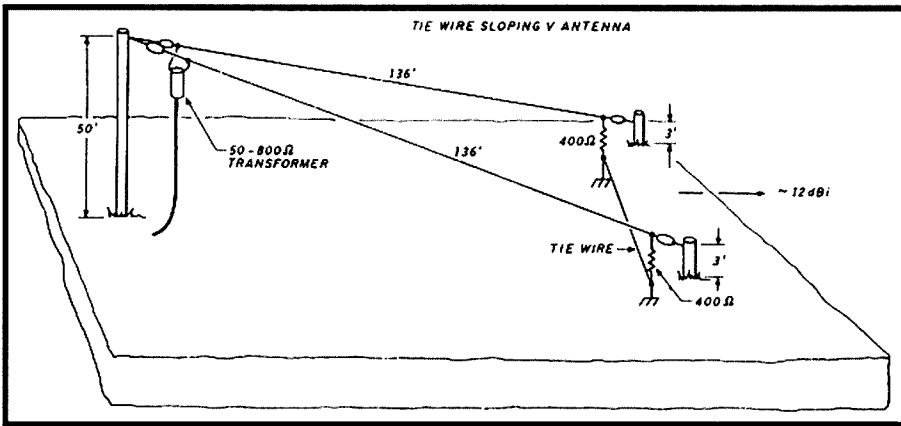 TIE WIRE SLOPING V ANTENNA
136'
50'
400Ω
3'
50-800Ω
TRANSFORMER
136'
~12dBi
TIE WIRE
3'
400Ω